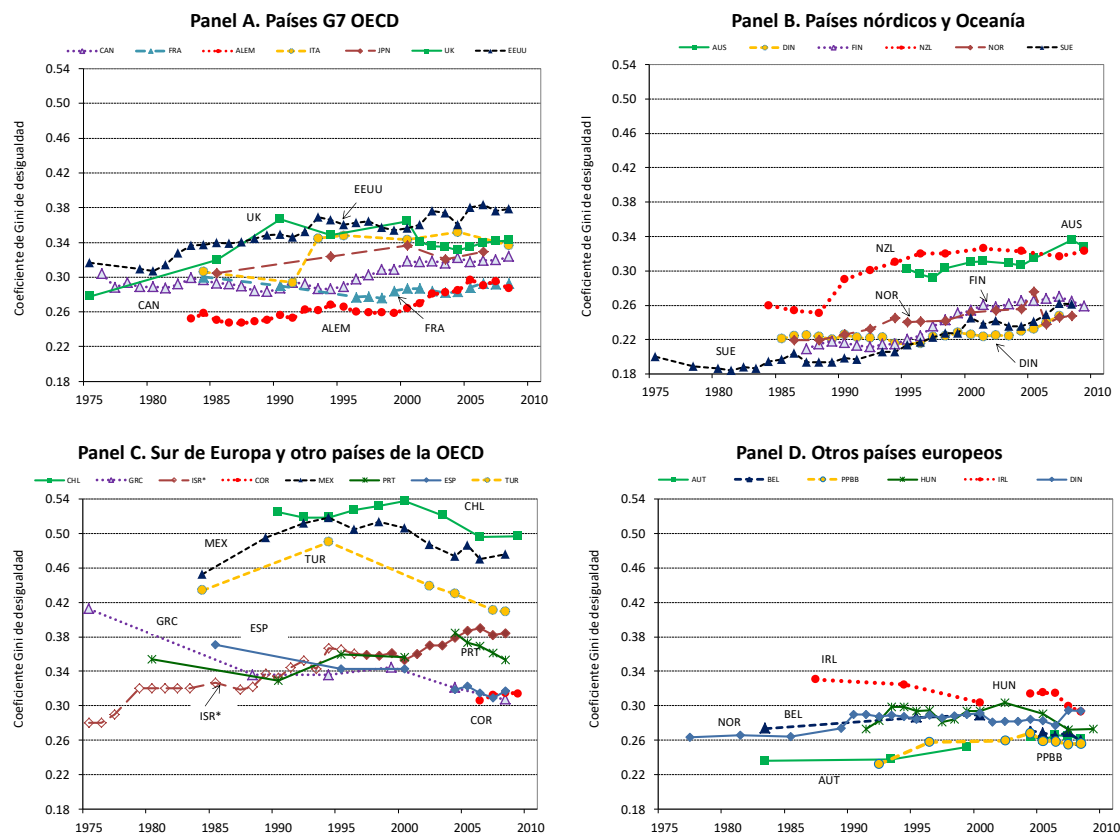 Panel A. Países G7 OECD
CAN FRA ALEM ITA JPN UK EEUU
Coeficiente de Gini de desigualdad
0.54
0.50
0.46
0.42
0.38
0.34
0.30
0.26
0.22
0.18
EEUU
UK
CAN
ALEM
FRA
1975 1980 1985 1990 1995 2000 2005 2010
Panel B. Países nórdicos y Oceanía
AUS DIN FIN NZL NOR SUE
Coeficiente de Gini de desigualdad l
0.54
0.50
0.46
0.42
0.38
0.34
0.30
0.26
0.22
0.18
AUS
NZL
FIN
NOR
SUE
DIN
1975 1980 1985 1990 1995 2000 2005 2010
Panel C. Sur de Europa y otro países de la OECD
CHL GRC ISR* COR MEX PRT ESP TUR
Coeficiente Gini de desigualdad
0.54
0.50
0.46
0.42
0.38
0.34
0.30
0.26
0.22
0.18
CHL
MEX
TUR
GRC
ESP
PRT
ISR*
COR
1975 1980 1985 1990 1995 2000 2005 2010
Panel D. Otros países europeos
AUT BEL PPBB HUN IRL DIN
Coeficiente Gini de desigualdad
0.54
0.50
0.46
0.42
0.38
0.34
0.30
0.26
0.22
0.18
IRL
HUN
NOR
BEL
PPBB
AUT
1975 1980 1985 1990 1995 2000 2005 2010